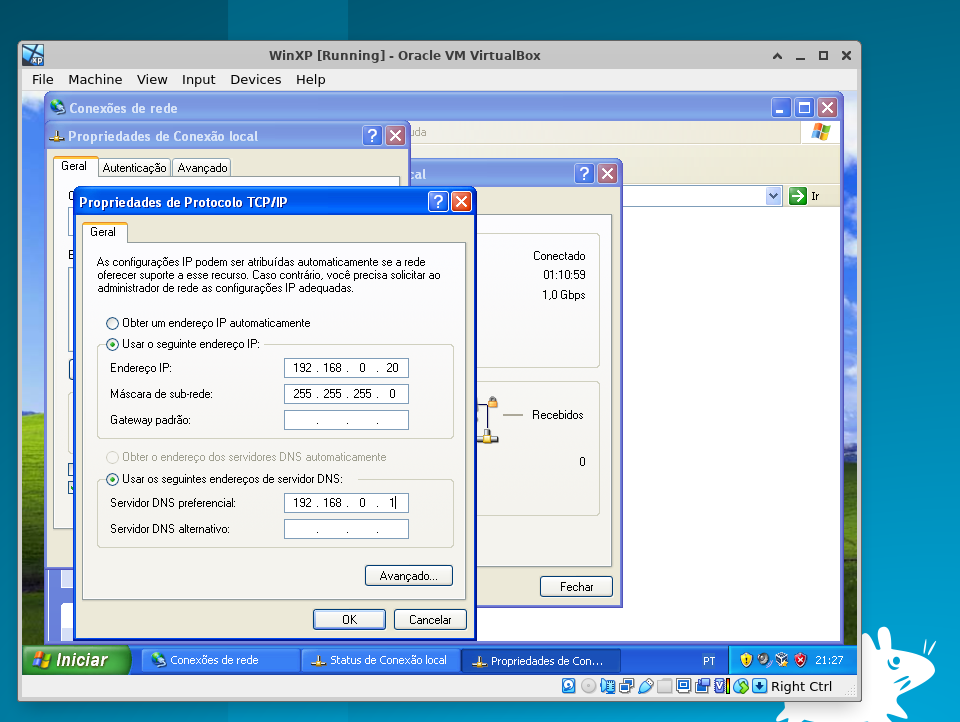 WinXP [Running] - Oracle VM VirtualBox
File Machine View Input Devices Help
Conexões de rede
Propriedades de Conexão local
uda
Geral Autenticação Avançado
cal
Ir
Propriedades de Protocolo TCP/IP
Geral
As configurações IP podem ser atribuídas automaticamente se a rede
oferecer suporte a esse recurso. Caso contrário, você precisa solicitar ao
administrador de rede as configurações IP adequadas.
Obter um endereço IP automaticamente
Usar o seguinte endereço IP:
Endereço IP: 192 . 168 . 0 . 20
Máscara de sub-rede: 255 . 255 . 255 . 0
Gateway padrão: . . .
Obter o endereço dos servidores DNS automaticamente
Usar os seguintes endereços de servidor DNS:
Servidor DNS preferencial: 192 . 168 . 0 . 1
Servidor DNS alternativo: . . .
Avançado...
OK Cancelar
Conectado
01:10:59
1,0 Gbps
Recebidos
0
Fechar
Iniciar Conexões de rede Status de Conexão local Propriedades de Con... PT 21:27
Right Ctrl